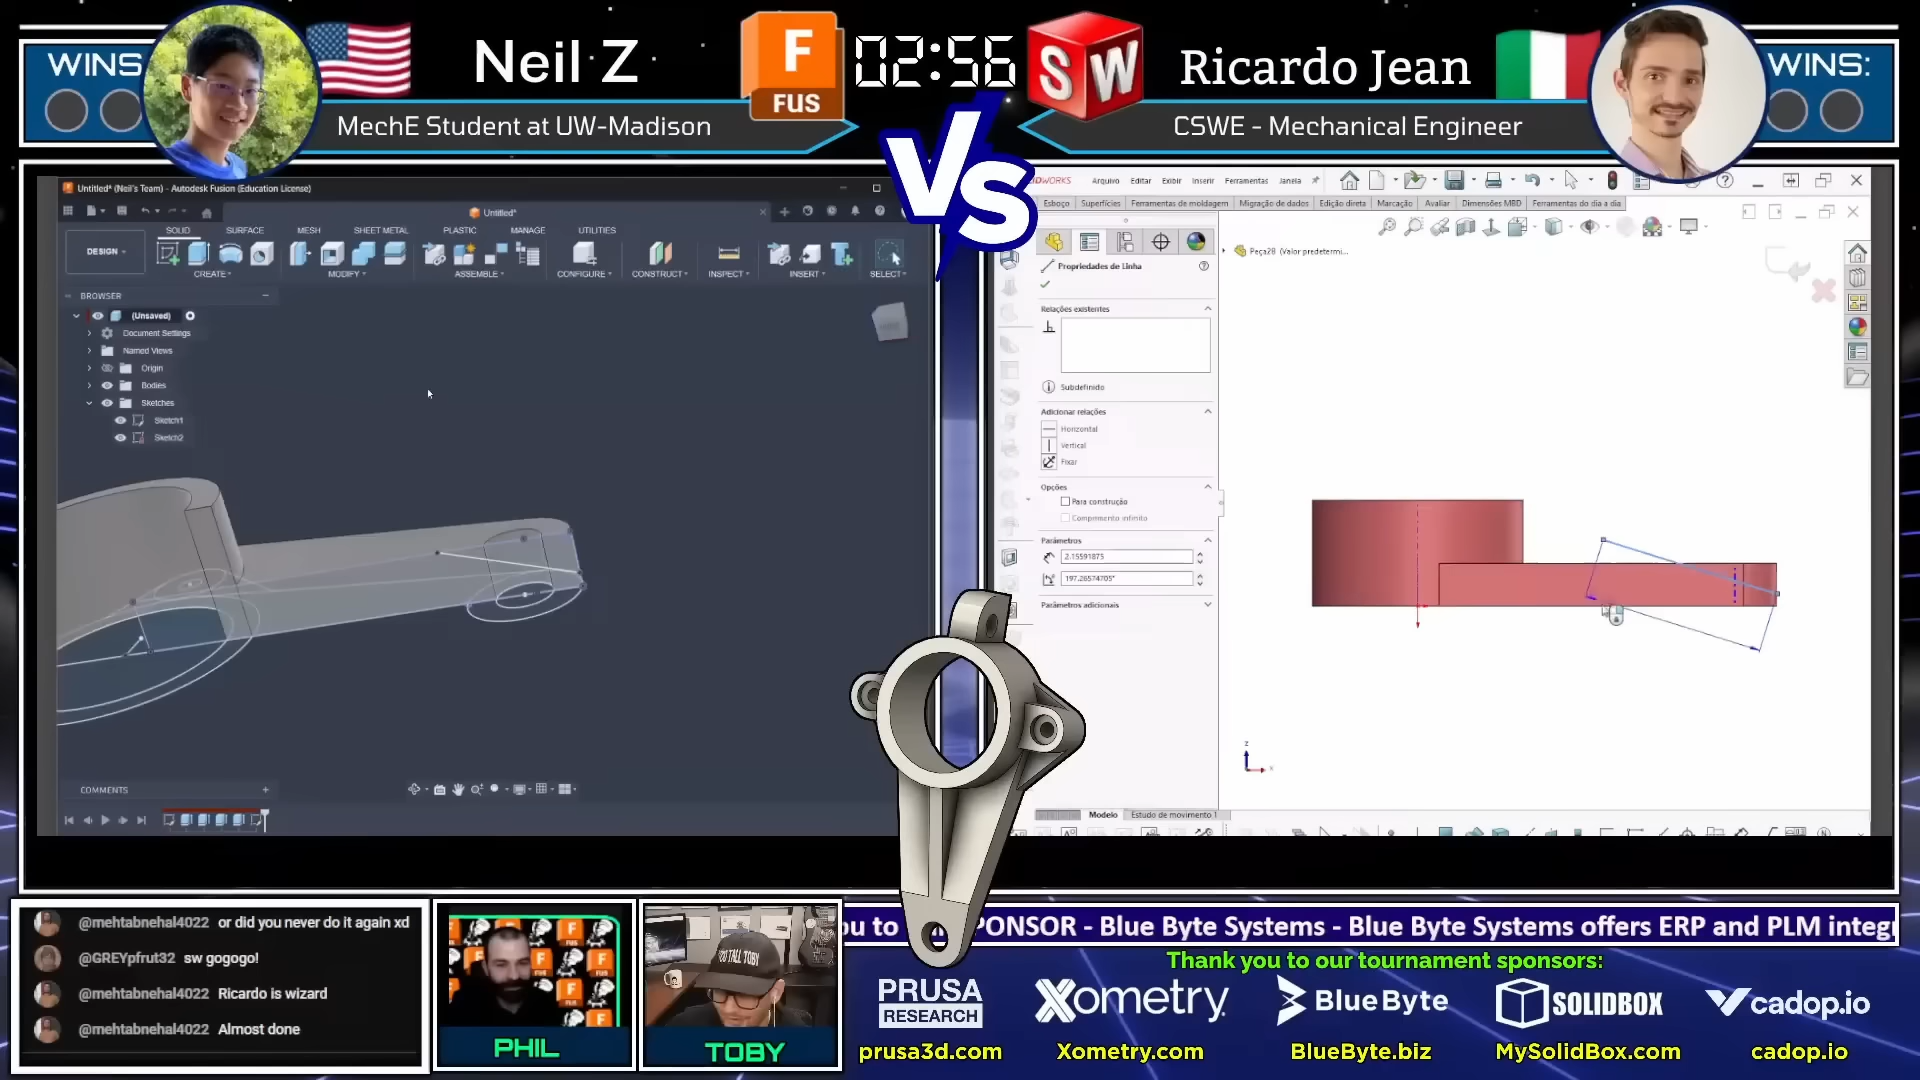 WINS:
Neil Z
F
FUS
02:56
S W
Ricardo Jean
WINS:
MechE Student at UW-Madison
VS
CSWE - Mechanical Engineer
Untitled* (Neil's Team) - Autodesk Fusion (Education License)
Untitled*
DESIGN
SOLID
SURFACE
MESH
SHEET METAL
PLASTIC
MANAGE
UTILITIES
CREATE
MODIFY
ASSEMBLE
CONFIGURE
CONSTRUCT
INSPECT
INSERT
SELECT
BROWSER
(Unsaved)
Document Settings
Named Views
Origin
Bodies
Sketches
Sketch1
Sketch2
COMMENTS
Arquivo Editar Exibir Inserir Ferramentas Janela
Esboço Superfícies Ferramentas de moldagem Migração de dados Edição direta Marcação Avaliar Dimensões MBD Ferramentas do dia a dia
Peça28 (Valor predetermi...
Propriedades de Linha
Relações existentes
Subdefinido
Adicionar relações
Horizontal
Vertical
Fixar
Opções
Para construção
Comprimento infinito
Parâmetros
2.15591875
197.26574705°
Parâmetros adicionais
Modelo
Estudo de movimento 1
@mehtabnehal4022 or did you never do it again xd
@GREYpfrut32 sw gogogo!
@mehtabnehal4022 Ricardo is wizard
@mehtabnehal4022 Almost done
PHIL
TOO TALL TOBY
TOBY
PONSOR - Blue Byte Systems - Blue Byte Systems offers ERP and PLM integ
Thank you to our tournament sponsors:
PRUSA
RESEARCH
Xometry
BlueByte
SOLIDBOX
cadop.io
prusa3d.com
Xometry.com
BlueByte.biz
MySolidBox.com
cadop.io